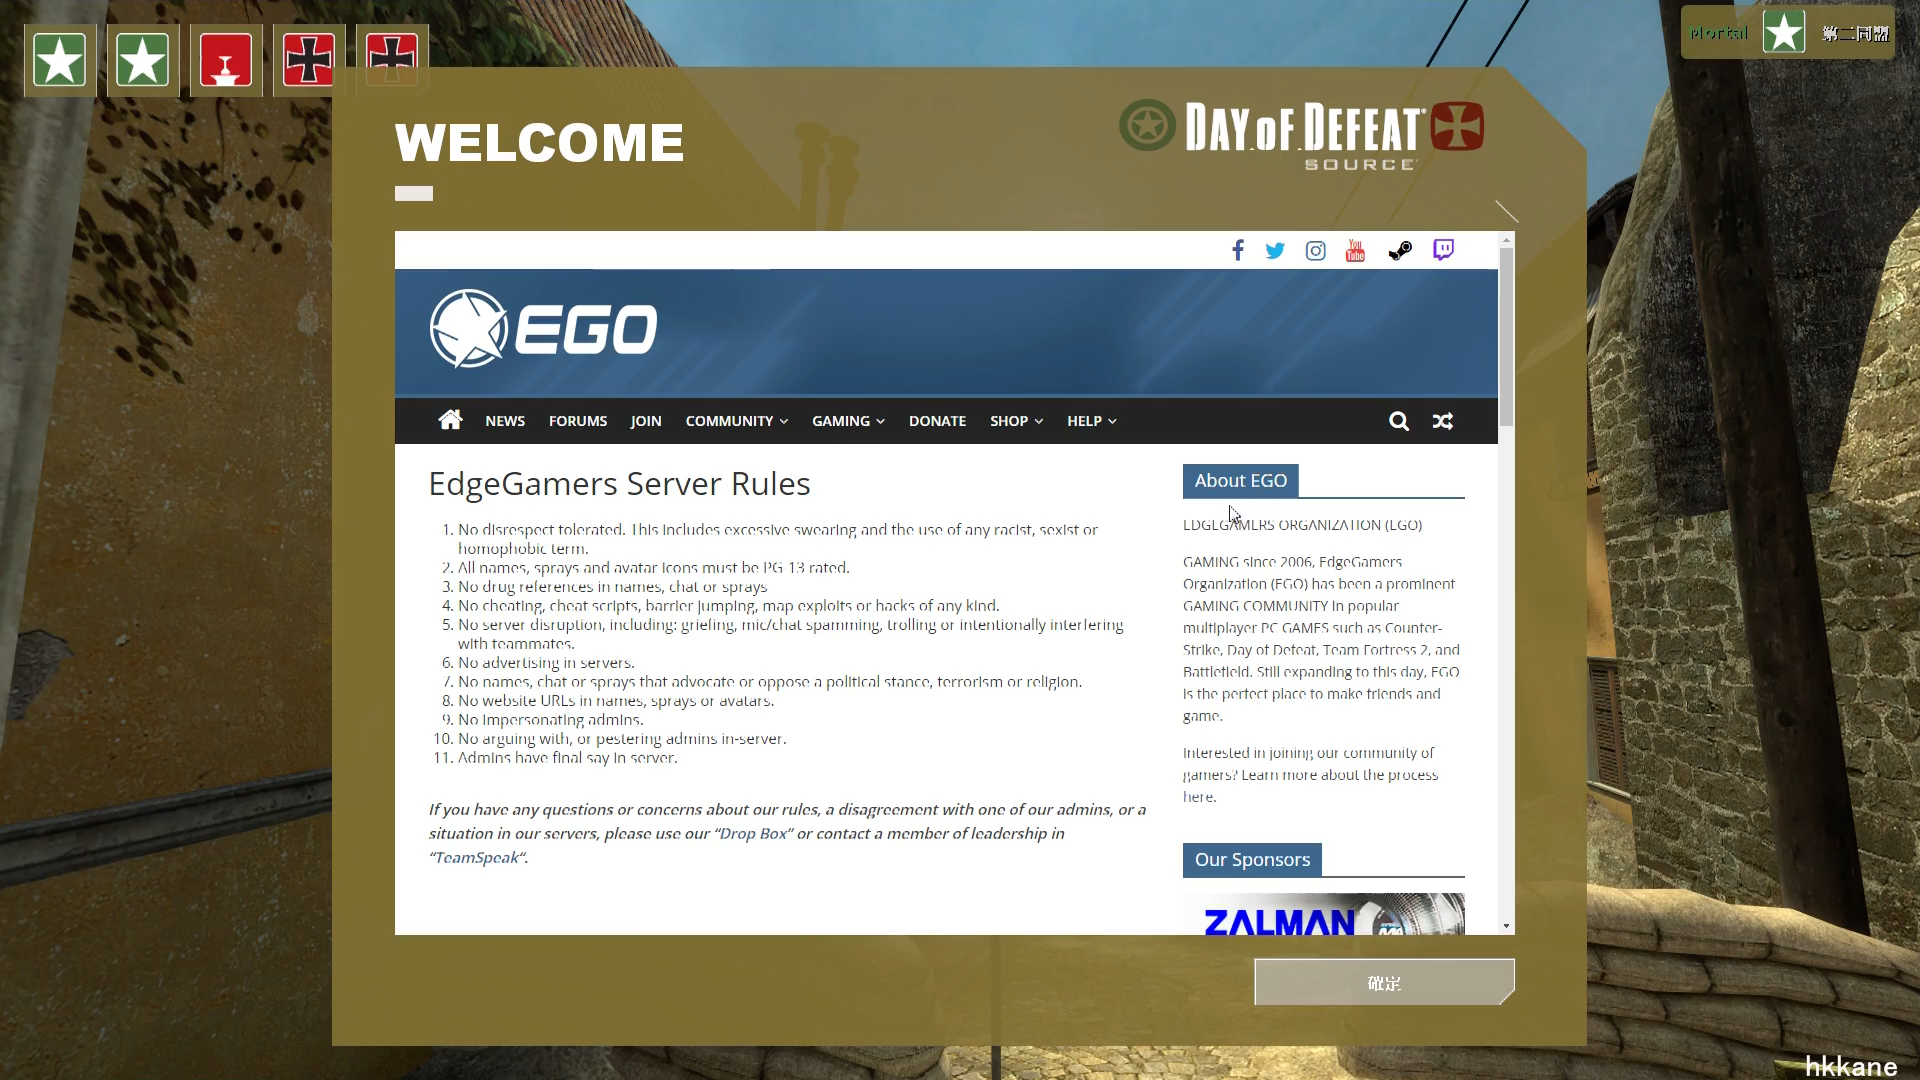 Mortal 第二同盟
WELCOME
DAY OF DEFEAT
SOURCE
You Tube
EGO
NEWS FORUMS JOIN COMMUNITY GAMING DONATE SHOP HELP
EdgeGamers Server Rules
1. No disrespect tolerated. This includes excessive swearing and the use of any racist, sexist or
homophobic term.
2. All names, sprays and avatar icons must be PG-13 rated.
3. No drug references in names, chat or sprays
4. No cheating, cheat scripts, barrier jumping, map exploits or hacks of any kind.
5. No server disruption, including: griefing, mic/chat spamming, trolling or intentionally interfering
with teammates.
6. No advertising in servers.
7. No names, chat or sprays that advocate or oppose a political stance, terrorism or religion.
8. No website URLs in names, sprays or avatars.
9. No impersonating admins.
10. No arguing with, or pestering admins in-server.
11. Admins have final say in server.
If you have any questions or concerns about our rules, a disagreement with one of our admins, or a
situation in our servers, please use our “Drop Box” or contact a member of leadership in
“TeamSpeak“.
About EGO
EDGEGAMERS ORGANIZATION (EGO)
GAMING since 2006, EdgeGamers
Organization (EGO) has been a prominent
GAMING COMMUNITY in popular
multiplayer PC GAMES such as Counter-
Strike, Day of Defeat, Team Fortress 2, and
Battlefield. Still expanding to this day, EGO
is the perfect place to make friends and
game.
Interested in joining our community of
gamers? Learn more about the process
here.
Our Sponsors
ZALMAN
確定
hkkane